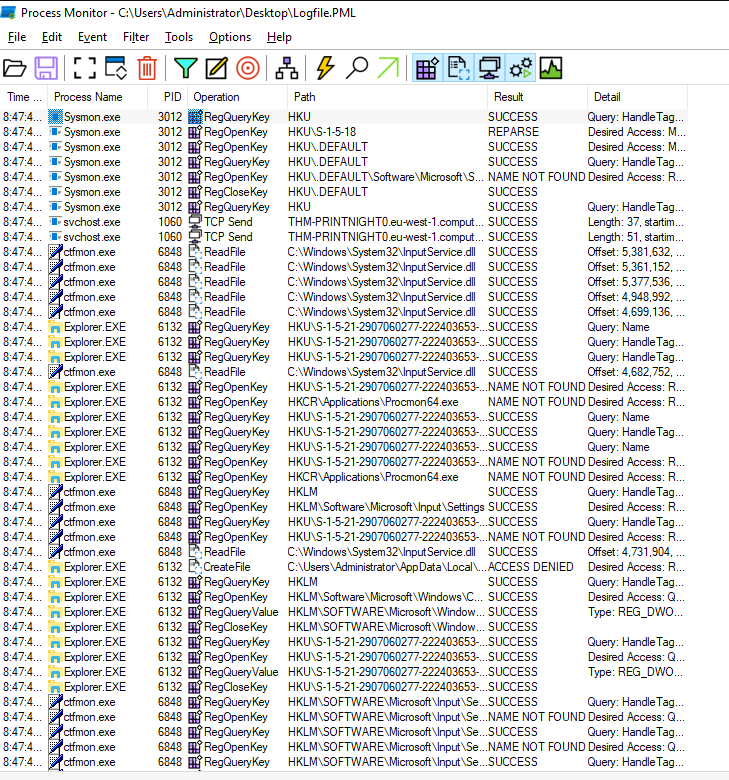 Process Monitor - C:\Users\Administrator\Desktop\Logfile.PML
File Edit Event Filter Tools Options Help
Time ... Process Name PID Operation Path Result Detail
8:47:4... Sysmon.exe 3012 RegQueryKey HKU SUCCESS Query: HandleTag...
8:47:4... Sysmon.exe 3012 RegOpenKey HKU\S-1-5-18 REPARSE Desired Access: M...
8:47:4... Sysmon.exe 3012 RegOpenKey HKU\.DEFAULT SUCCESS Desired Access: M...
8:47:4... Sysmon.exe 3012 RegQueryKey HKU\.DEFAULT SUCCESS Query: HandleTag...
8:47:4... Sysmon.exe 3012 RegOpenKey HKU\.DEFAULT\Software\Microsoft\S... NAME NOT FOUND Desired Access: R...
8:47:4... Sysmon.exe 3012 RegCloseKey HKU\.DEFAULT SUCCESS
8:47:4... Sysmon.exe 3012 RegQueryKey HKU SUCCESS Query: HandleTag...
8:47:4... svchost.exe 1060 TCP Send THM-PRINTNIGHT0.eu-west-1.comput... SUCCESS Length: 37, startim...
8:47:4... svchost.exe 1060 TCP Send THM-PRINTNIGHT0.eu-west-1.comput... SUCCESS Length: 51, startim...
8:47:4... ctfmon.exe 6848 ReadFile C:\Windows\System32\InputService.dll SUCCESS Offset: 5,381,632, ...
8:47:4... ctfmon.exe 6848 ReadFile C:\Windows\System32\InputService.dll SUCCESS Offset: 5,361,152, ...
8:47:4... ctfmon.exe 6848 ReadFile C:\Windows\System32\InputService.dll SUCCESS Offset: 5,377,536, ...
8:47:4... ctfmon.exe 6848 ReadFile C:\Windows\System32\InputService.dll SUCCESS Offset: 4,948,992, ...
8:47:4... ctfmon.exe 6848 ReadFile C:\Windows\System32\InputService.dll SUCCESS Offset: 4,699,136, ...
8:47:4... Explorer.EXE 6132 RegQueryKey HKU\S-1-5-21-2907060277-222403653-... SUCCESS Query: Name
8:47:4... Explorer.EXE 6132 RegQueryKey HKU\S-1-5-21-2907060277-222403653-... SUCCESS Query: HandleTag...
8:47:4... Explorer.EXE 6132 RegQueryKey HKU\S-1-5-21-2907060277-222403653-... SUCCESS Query: HandleTag...
8:47:4... ctfmon.exe 6848 ReadFile C:\Windows\System32\InputService.dll SUCCESS Offset: 4,682,752, ...
8:47:4... Explorer.EXE 6132 RegOpenKey HKU\S-1-5-21-2907060277-222403653-... NAME NOT FOUND Desired Access: R...
8:47:4... Explorer.EXE 6132 RegOpenKey HKCR\Applications\Procmon64.exe NAME NOT FOUND Desired Access: R...
8:47:4... Explorer.EXE 6132 RegQueryKey HKU\S-1-5-21-2907060277-222403653-... SUCCESS Query: Name
8:47:4... Explorer.EXE 6132 RegQueryKey HKU\S-1-5-21-2907060277-222403653-... SUCCESS Query: HandleTag...
8:47:4... Explorer.EXE 6132 RegQueryKey HKU\S-1-5-21-2907060277-222403653-... SUCCESS Query: Name
8:47:4... Explorer.EXE 6132 RegOpenKey HKU\S-1-5-21-2907060277-222403653-... NAME NOT FOUND Desired Access: R...
8:47:4... Explorer.EXE 6132 RegOpenKey HKCR\Applications\Procmon64.exe NAME NOT FOUND Desired Access: R...
8:47:4... ctfmon.exe 6848 RegQueryKey HKLM SUCCESS Query: HandleTag...
8:47:4... ctfmon.exe 6848 RegOpenKey HKLM\Software\Microsoft\Input\Settings SUCCESS Desired Access: R...
8:47:4... ctfmon.exe 6848 RegQueryKey HKU\S-1-5-21-2907060277-222403653-... SUCCESS Query: HandleTag...
8:47:4... ctfmon.exe 6848 RegOpenKey HKU\S-1-5-21-2907060277-222403653-... NAME NOT FOUND Desired Access: R...
8:47:4... ctfmon.exe 6848 ReadFile C:\Windows\System32\InputService.dll SUCCESS Offset: 4,731,904, ...
8:47:4... Explorer.EXE 6132 CreateFile C:\Users\Administrator\AppData\Local... ACCESS DENIED Desired Access: R...
8:47:4... Explorer.EXE 6132 RegQueryKey HKLM SUCCESS Query: HandleTag...
8:47:4... Explorer.EXE 6132 RegOpenKey HKLM\Software\Microsoft\Windows\C... SUCCESS Desired Access: Q...
8:47:4... Explorer.EXE 6132 RegQueryValue HKLM\SOFTWARE\Microsoft\Window... SUCCESS Type: REG_DWO...
8:47:4... Explorer.EXE 6132 RegCloseKey HKLM\SOFTWARE\Microsoft\Window... SUCCESS
8:47:4... Explorer.EXE 6132 RegQueryKey HKU\S-1-5-21-2907060277-222403653-... SUCCESS Query: HandleTag...
8:47:4... Explorer.EXE 6132 RegOpenKey HKU\S-1-5-21-2907060277-222403653-... SUCCESS Desired Access: Q...
8:47:4... Explorer.EXE 6132 RegQueryValue HKU\S-1-5-21-2907060277-222403653-... SUCCESS Type: REG_DWO...
8:47:4... Explorer.EXE 6132 RegCloseKey HKU\S-1-5-21-2907060277-222403653-... SUCCESS
8:47:4... ctfmon.exe 6848 RegQueryKey HKLM\SOFTWARE\Microsoft\Input\Se... SUCCESS Query: HandleTag...
8:47:4... ctfmon.exe 6848 RegOpenKey HKLM\SOFTWARE\Microsoft\Input\Se... NAME NOT FOUND Desired Access: Q...
8:47:4... ctfmon.exe 6848 RegQueryKey HKLM\SOFTWARE\Microsoft\Input\Se... SUCCESS Query: HandleTag...
8:47:4... ctfmon.exe 6848 RegOpenKey HKLM\SOFTWARE\Microsoft\Input\Se... NAME NOT FOUND Desired Access: Q...
8:47:4... ctfmon.exe 6848 RegQueryKey HKLM\SOFTWARE\Microsoft\Input\Se... SUCCESS Query: HandleTag...